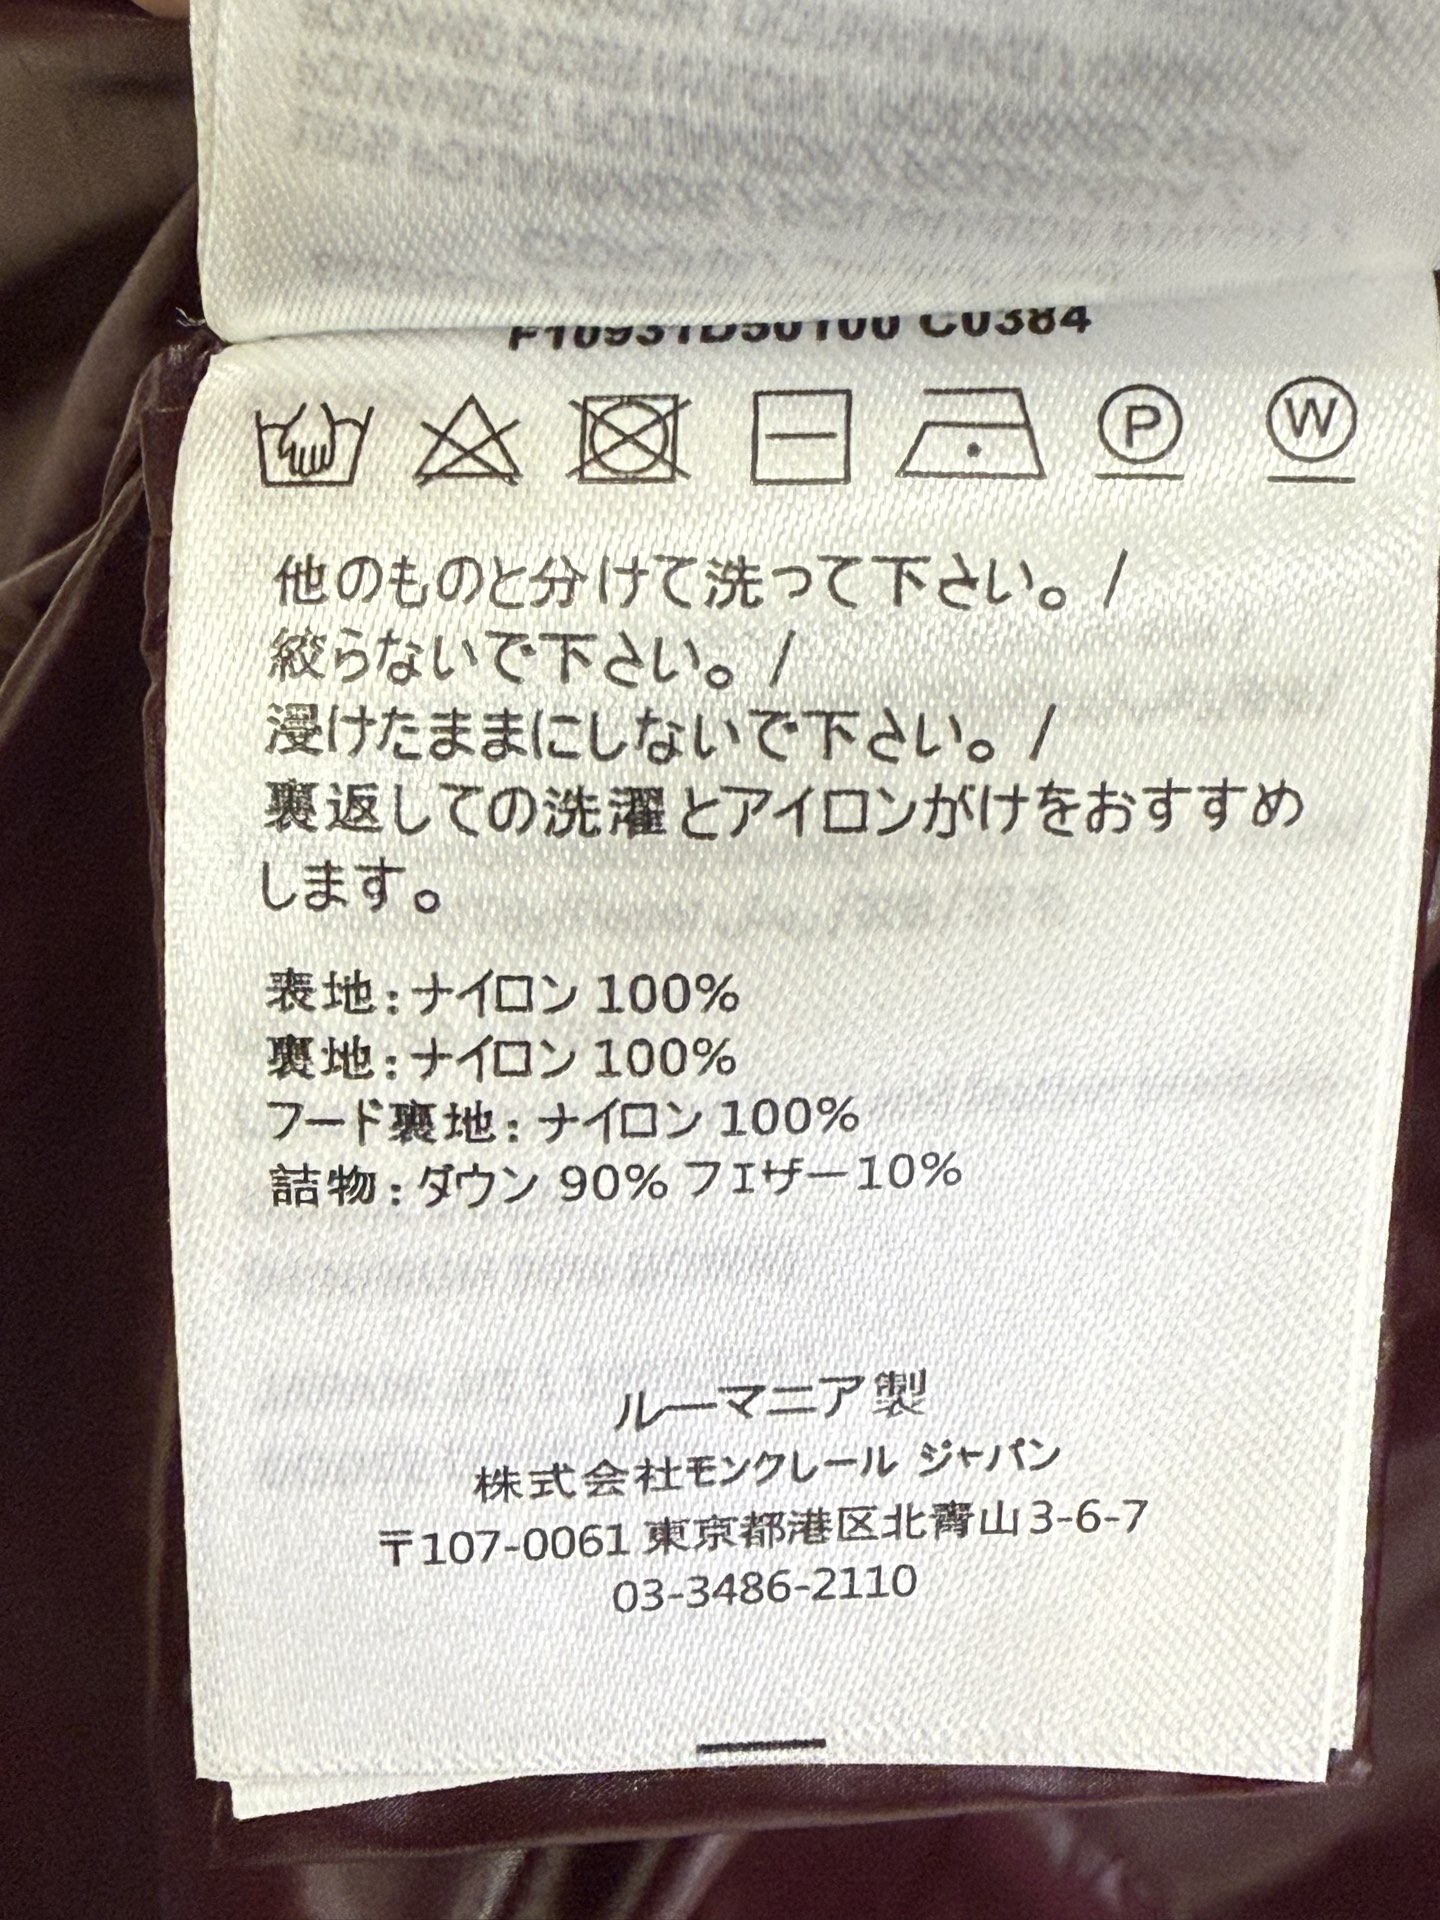 F10931D50100 C0384
P W
他のものと分けて洗って下さい。/
絞らないで下さい。/
浸けたままにしないで下さい。/
裏返しての洗濯とアイロンがけをおすすめ
します。
表地:ナイロン 100%
裏地:ナイロン 100%
フード裏地:ナイロン 100%
詰物:ダウン 90% フェザー 10%
ルーマニア製
株式会社モンクレール ジャパン
〒107-0061 東京都港区北青山 3-6-7
03-3486-2110